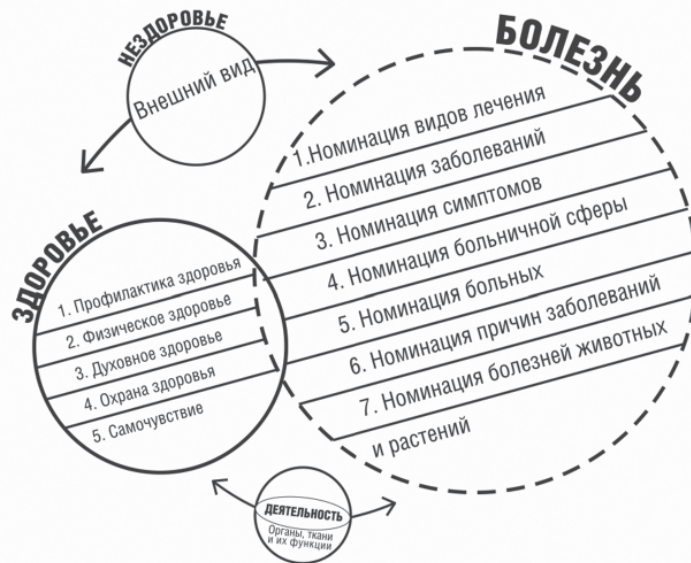 НЕЗДОРОВЬЕ
Внешний вид
БОЛЕЗНЬ
1.Номинация видов лечения
2. Номинация заболеваний
3. Номинация симптомов
4. Номинация больничной сферы
5. Номинация больных
6. Номинация причин заболеваний
7. Номинация болезней животных
и растений
ЗДОРОВЬЕ
1. Профилактика здоровья
2. Физическое здоровье
3. Духовное здоровье
4. Охрана здоровья
5. Самочувствие
ДЕЯТЕЛЬНОСТЬ
Органы, ткани
и их функции